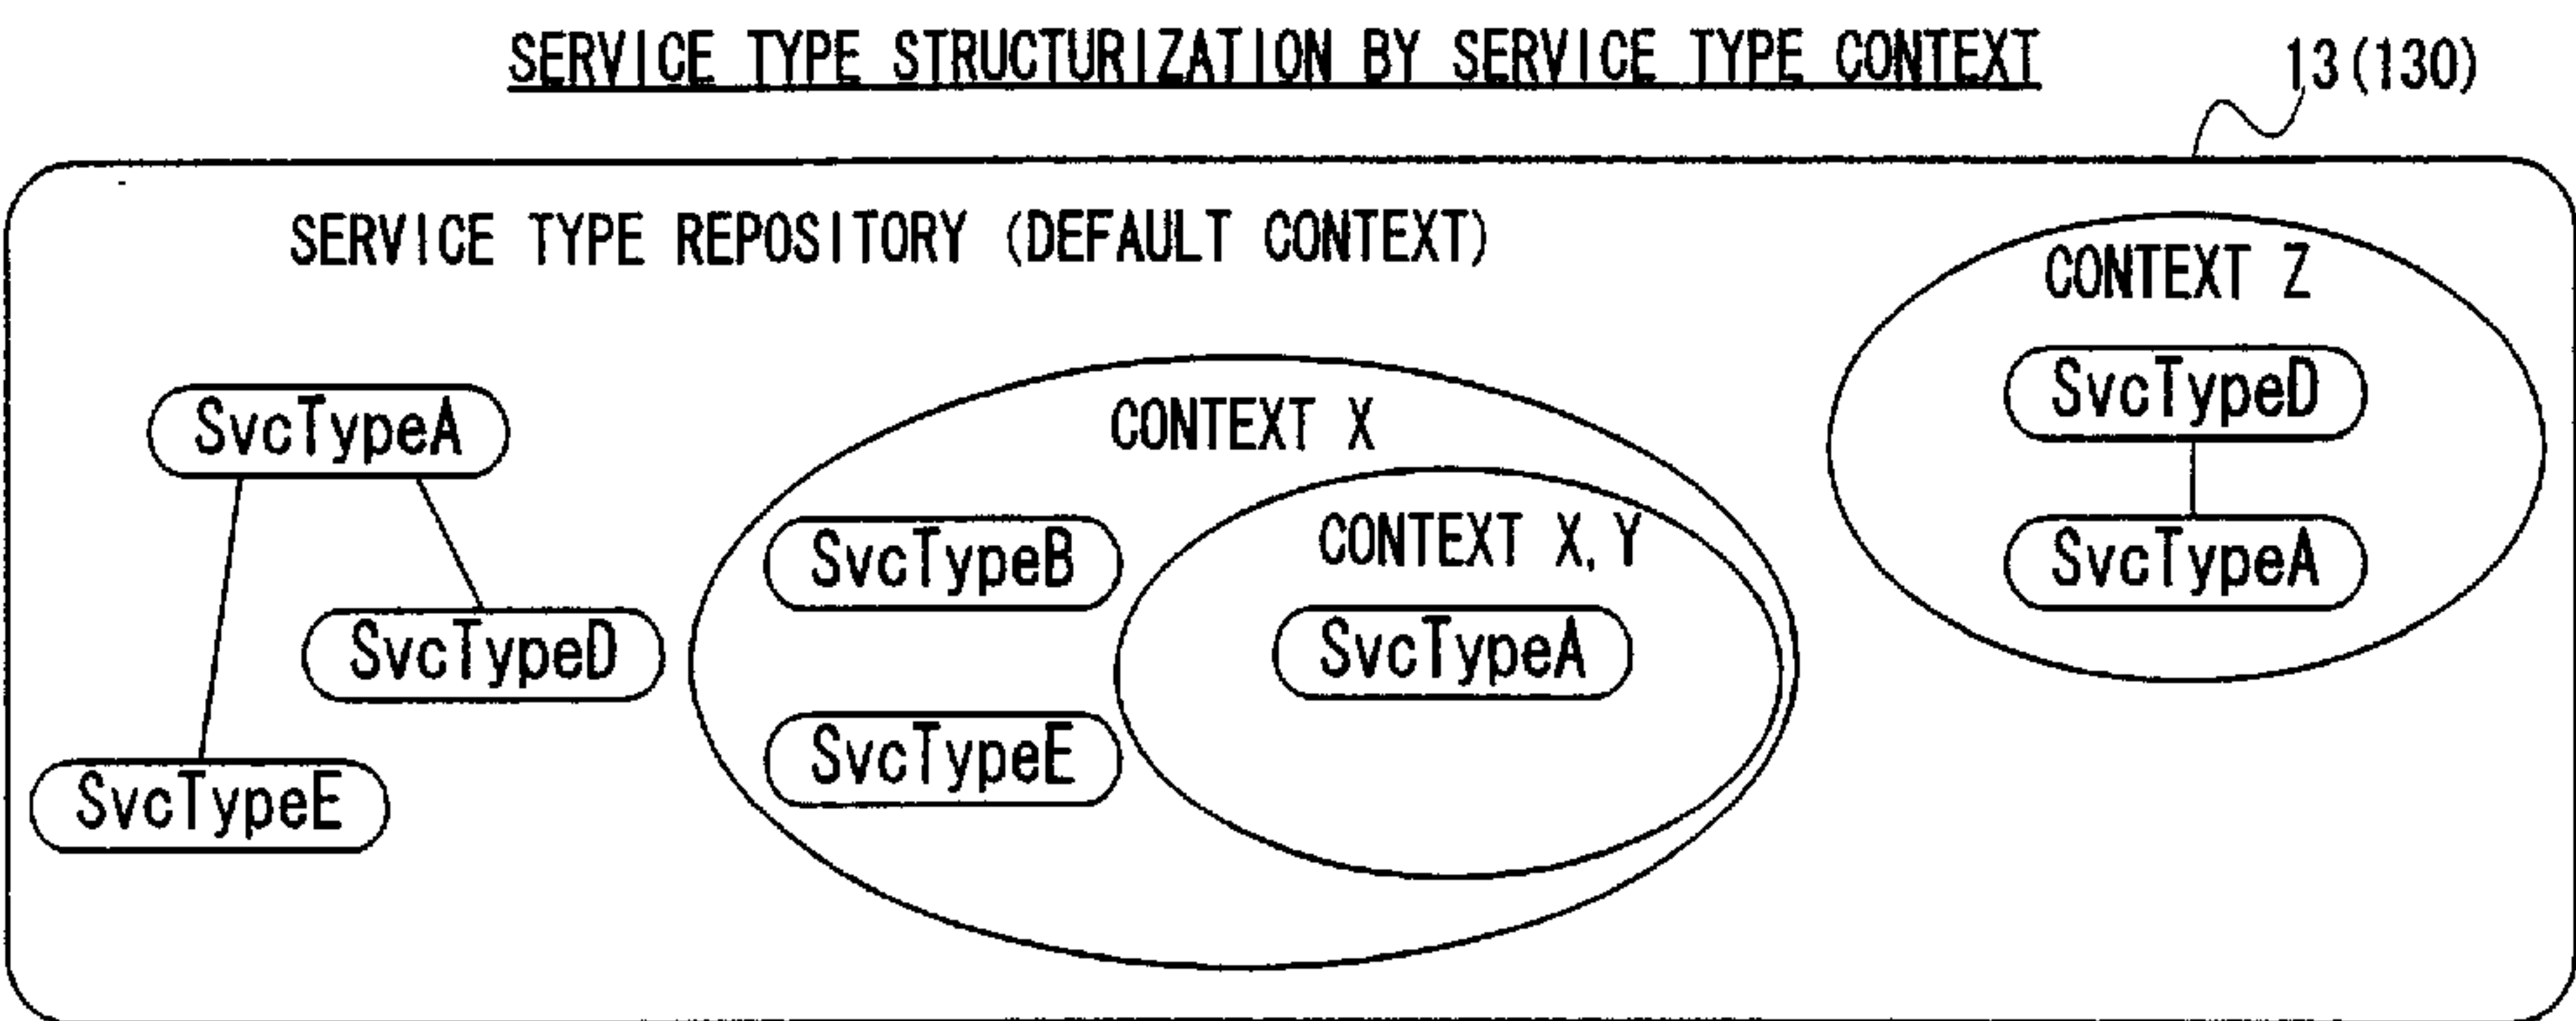 SERVICE TYPE STRUCTURIZATION BY SERVICE TYPE CONTEXT
13(130)
SERVICE TYPE REPOSITORY (DEFAULT CONTEXT)
SvcTypeA
SvcTypeD
SvcTypeE
CONTEXT X
SvcTypeB
SvcTypeE
CONTEXT X,Y
SvcTypeA
CONTEXT Z
SvcTypeD
SvcTypeA